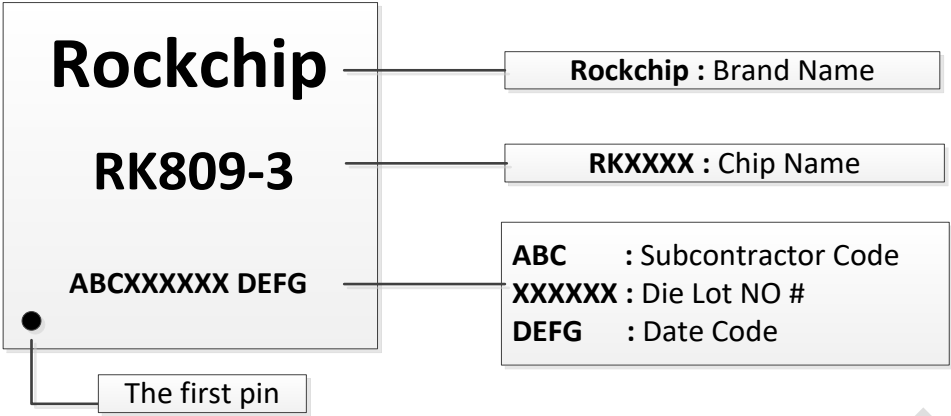 Rockchip
Rockchip : Brand Name
RK809-3
RKXXXX : Chip Name
ABCXXXXXX DEFG
ABC : Subcontractor Code
XXXXXX : Die Lot NO #
DEFG : Date Code
The first pin